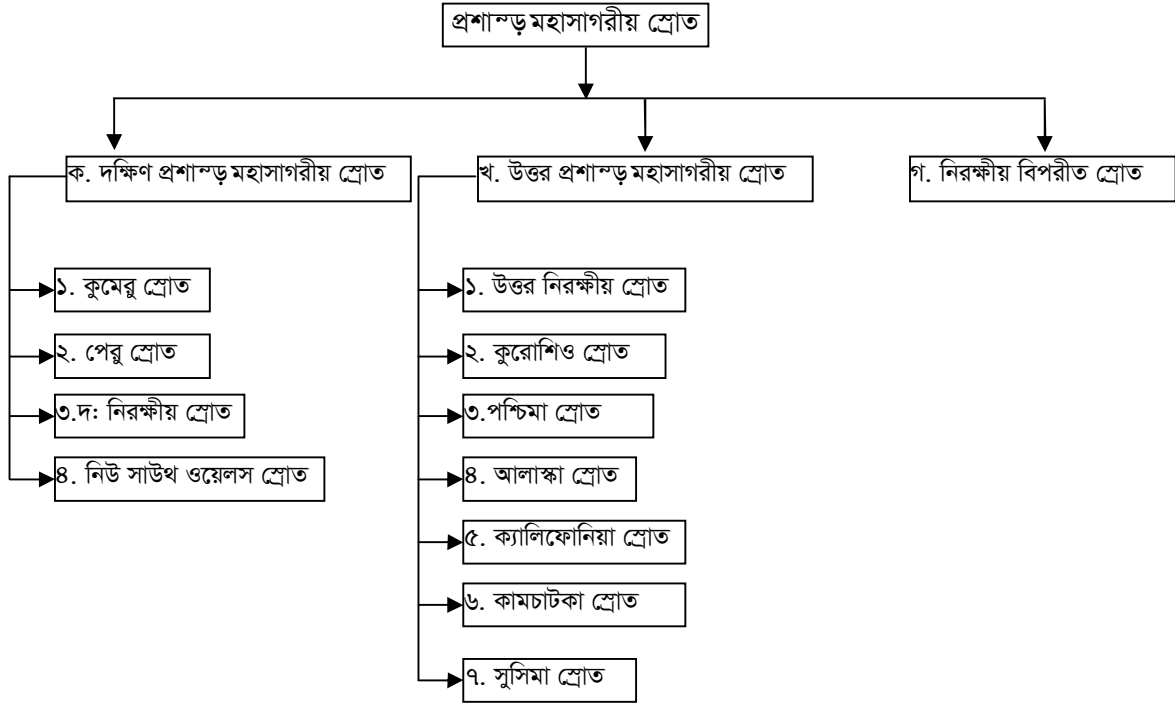 প্রশান্ড় মহাসাগরীয় স্রোত
ক. দক্ষিণ প্রশান্ড় মহাসাগরীয় স্রোত
১. কুমেরু স্রোত
২. পেরু স্রোত
৩.দ: নিরক্ষীয় স্রোত
৪. নিউ সাউথ ওয়েলস স্রোত
খ. উত্তর প্রশান্ড় মহাসাগরীয় স্রোত
১. উত্তর নিরক্ষীয় স্রোত
২. কুরোশিও স্রোত
৩.পশ্চিমা স্রোত
৪. আলাস্কা স্রোত
৫. ক্যালিফোনিয়া স্রোত
৬. কামচাটকা স্রোত
৭. সুসিমা স্রোত
গ. নিরক্ষীয় বিপরীত স্রোত